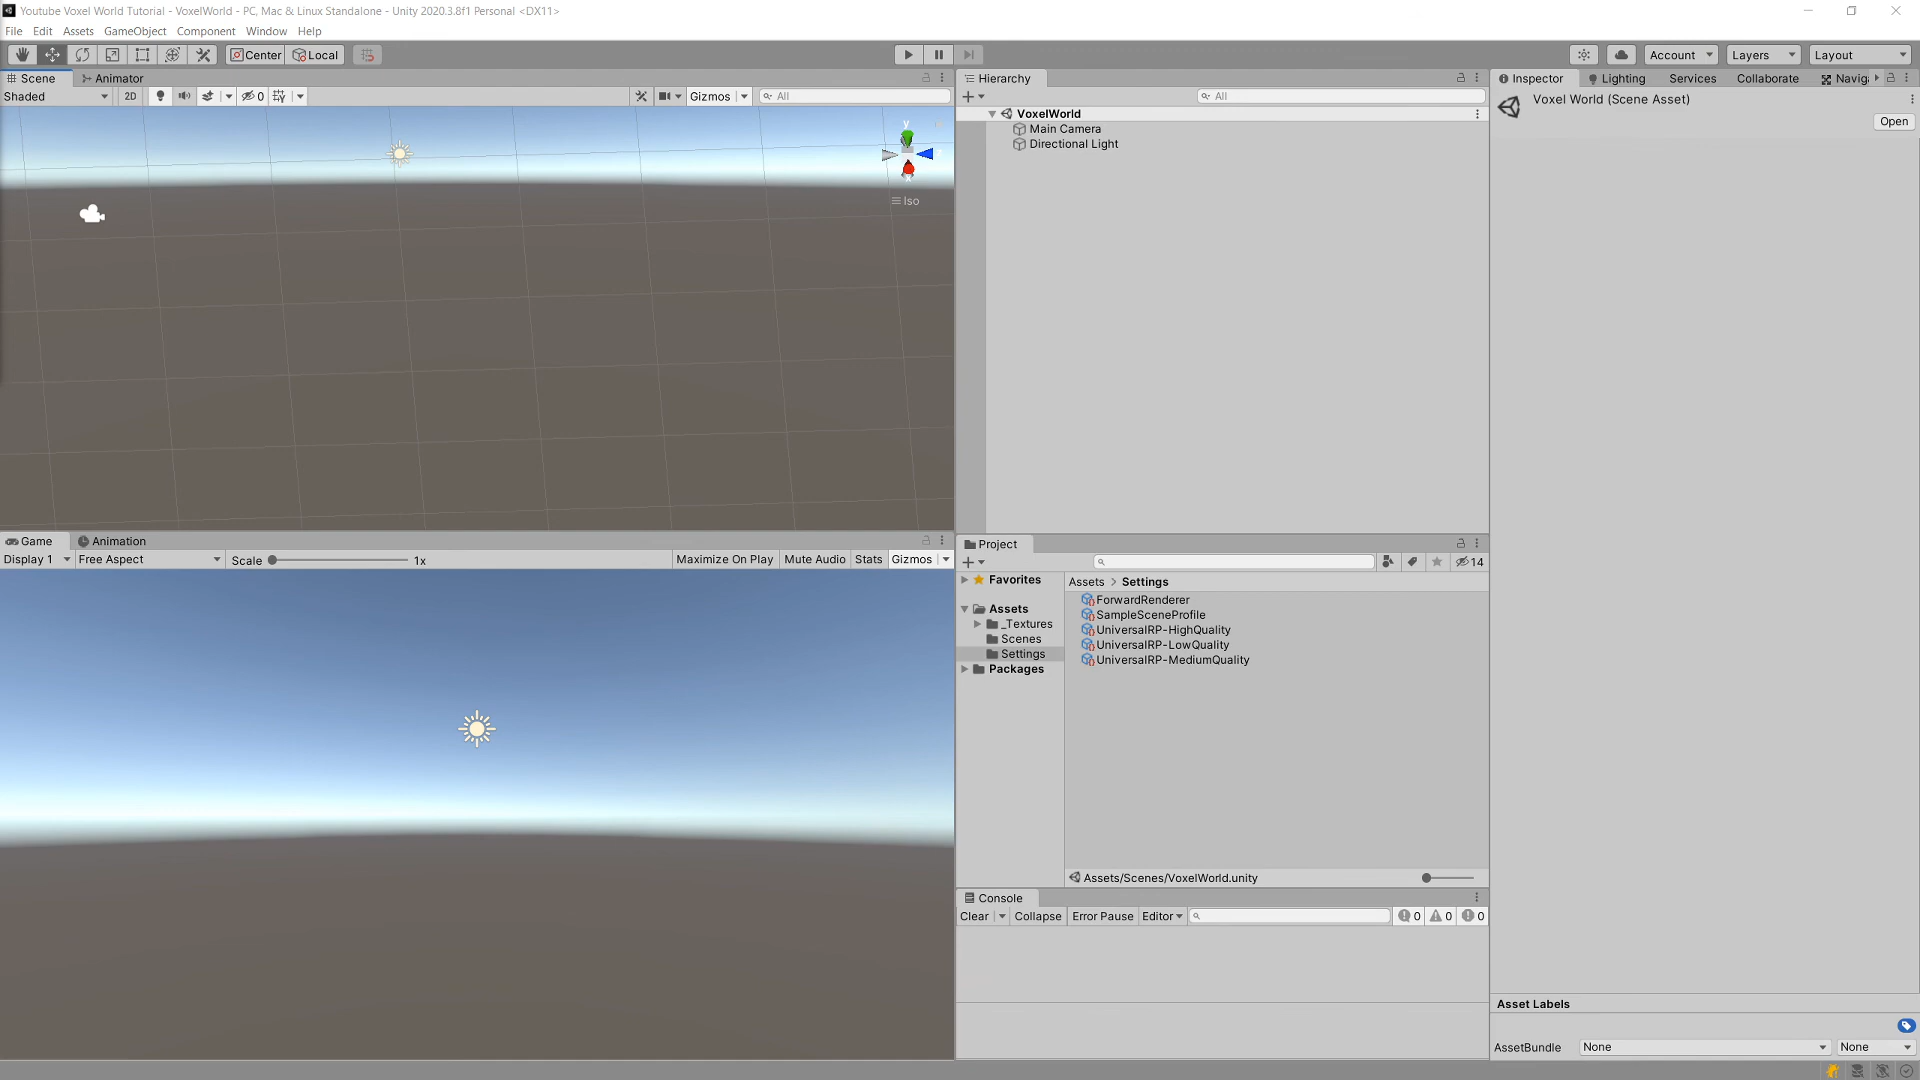 Youtube Voxel World Tutorial - VoxelWorld - PC, Mac & Linux Standalone - Unity 2020.3.8f1 Personal <DX11>
File Edit Assets GameObject Component Window Help
Center Local Account Layers Layout
Scene Animator
Shaded 2D 0 Gizmos All
y
x
Iso
Game Animation
Display 1 Free Aspect Scale 1x Maximize On Play Mute Audio Stats Gizmos
Hierarchy
All
VoxelWorld
Main Camera
Directional Light
Project
14
Favorites
Assets
_Textures
Scenes
Settings
Packages
Assets > Settings
ForwardRenderer
SampleSceneProfile
UniversalRP-HighQuality
UniversalRP-LowQuality
UniversalRP-MediumQuality
Assets/Scenes/VoxelWorld.unity
Console
Clear Collapse Error Pause Editor 0 0 0
Inspector Lighting Services Collaborate Navig
Voxel World (Scene Asset)
Open
Asset Labels
AssetBundle None None